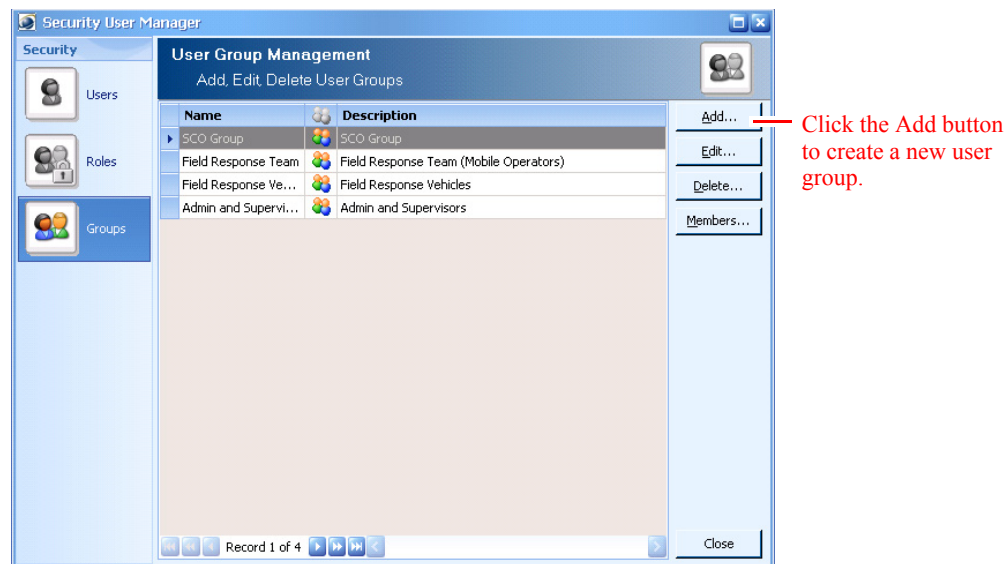 Security User Manager
Security
Users
Roles
Groups
User Group Management
Add, Edit, Delete User Groups
Name Description
SCO Group SCO Group
Field Response Team Field Response Team (Mobile Operators)
Field Response Ve... Field Response Vehicles
Admin and Supervi... Admin and Supervisors
Record 1 of 4
Add...
Edit...
Delete...
Members...
Close
Click the Add button
to create a new user
group.